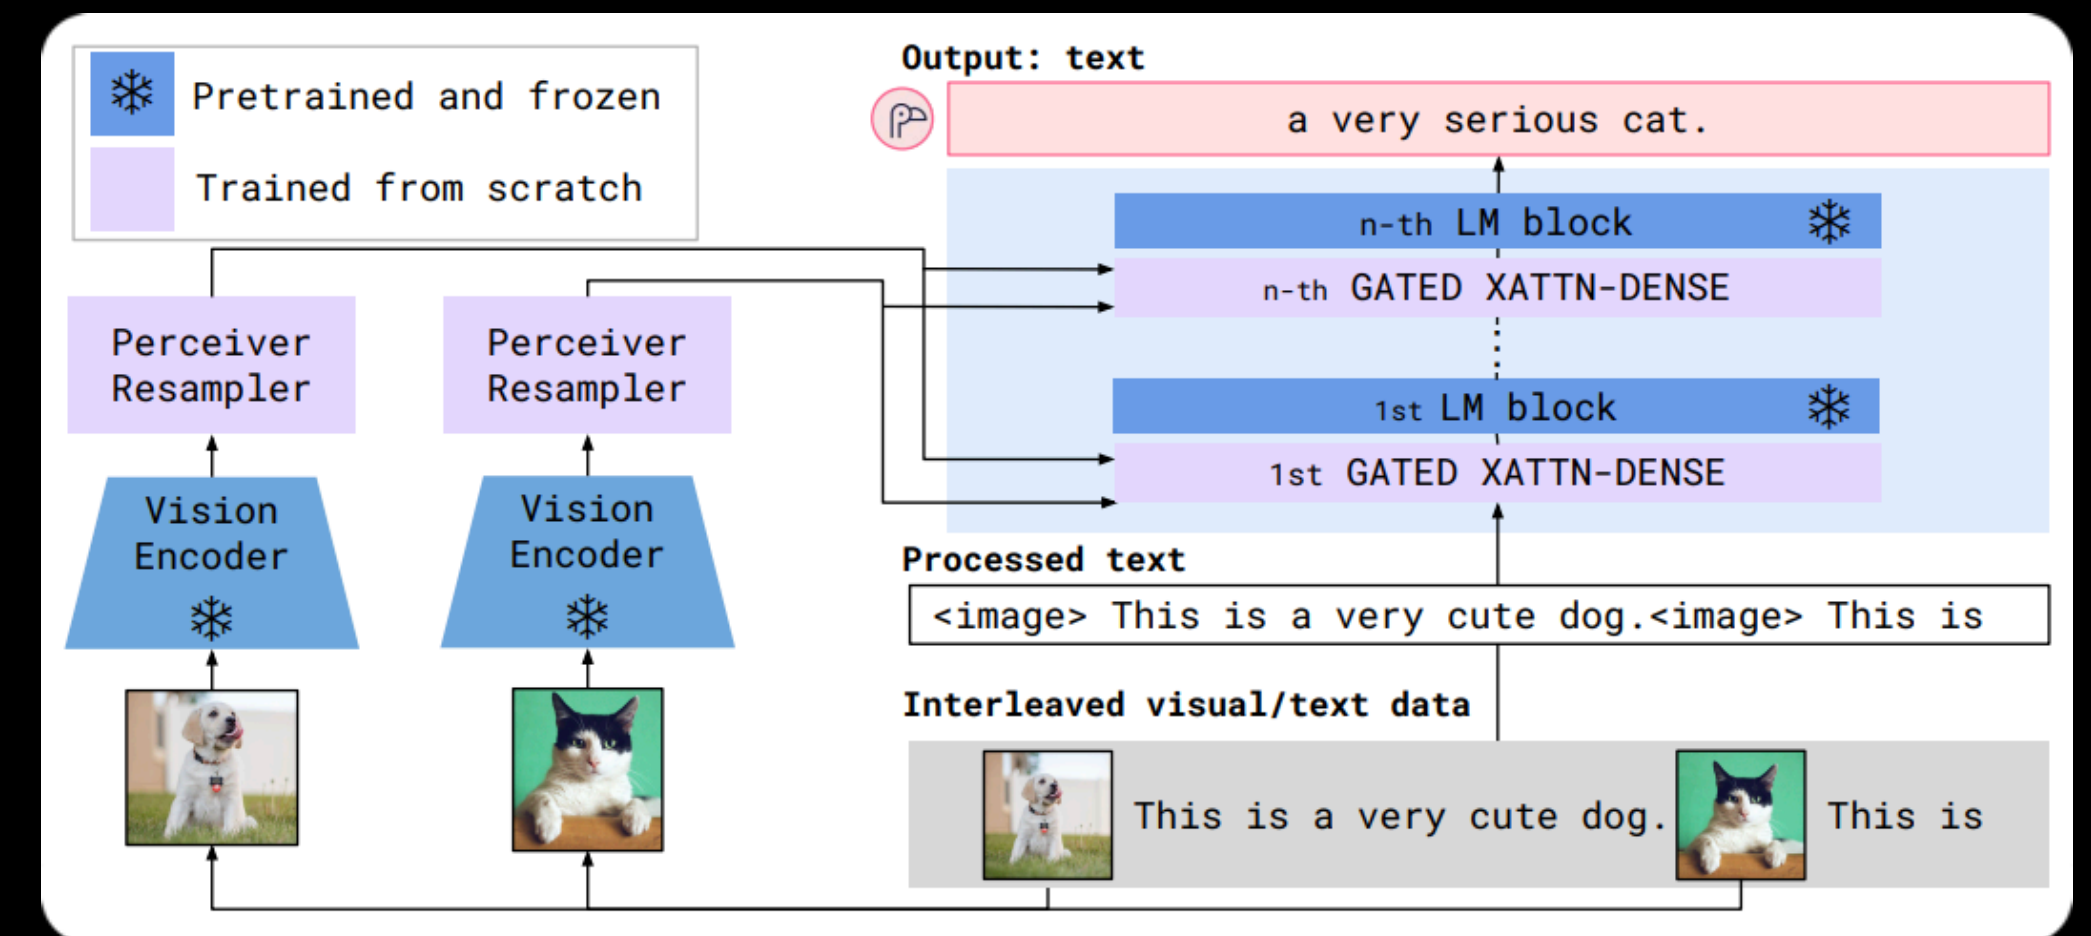 Pretrained and frozen
Trained from scratch
Perceiver
Resampler
Perceiver
Resampler
Vision
Encoder
Vision
Encoder
Output: text
a very serious cat.
n-th LM block
n-th GATED XATTN-DENSE
1st LM block
1st GATED XATTN-DENSE
Processed text
<image> This is a very cute dog.<image> This is
Interleaved visual/text data
This is a very cute dog.
This is